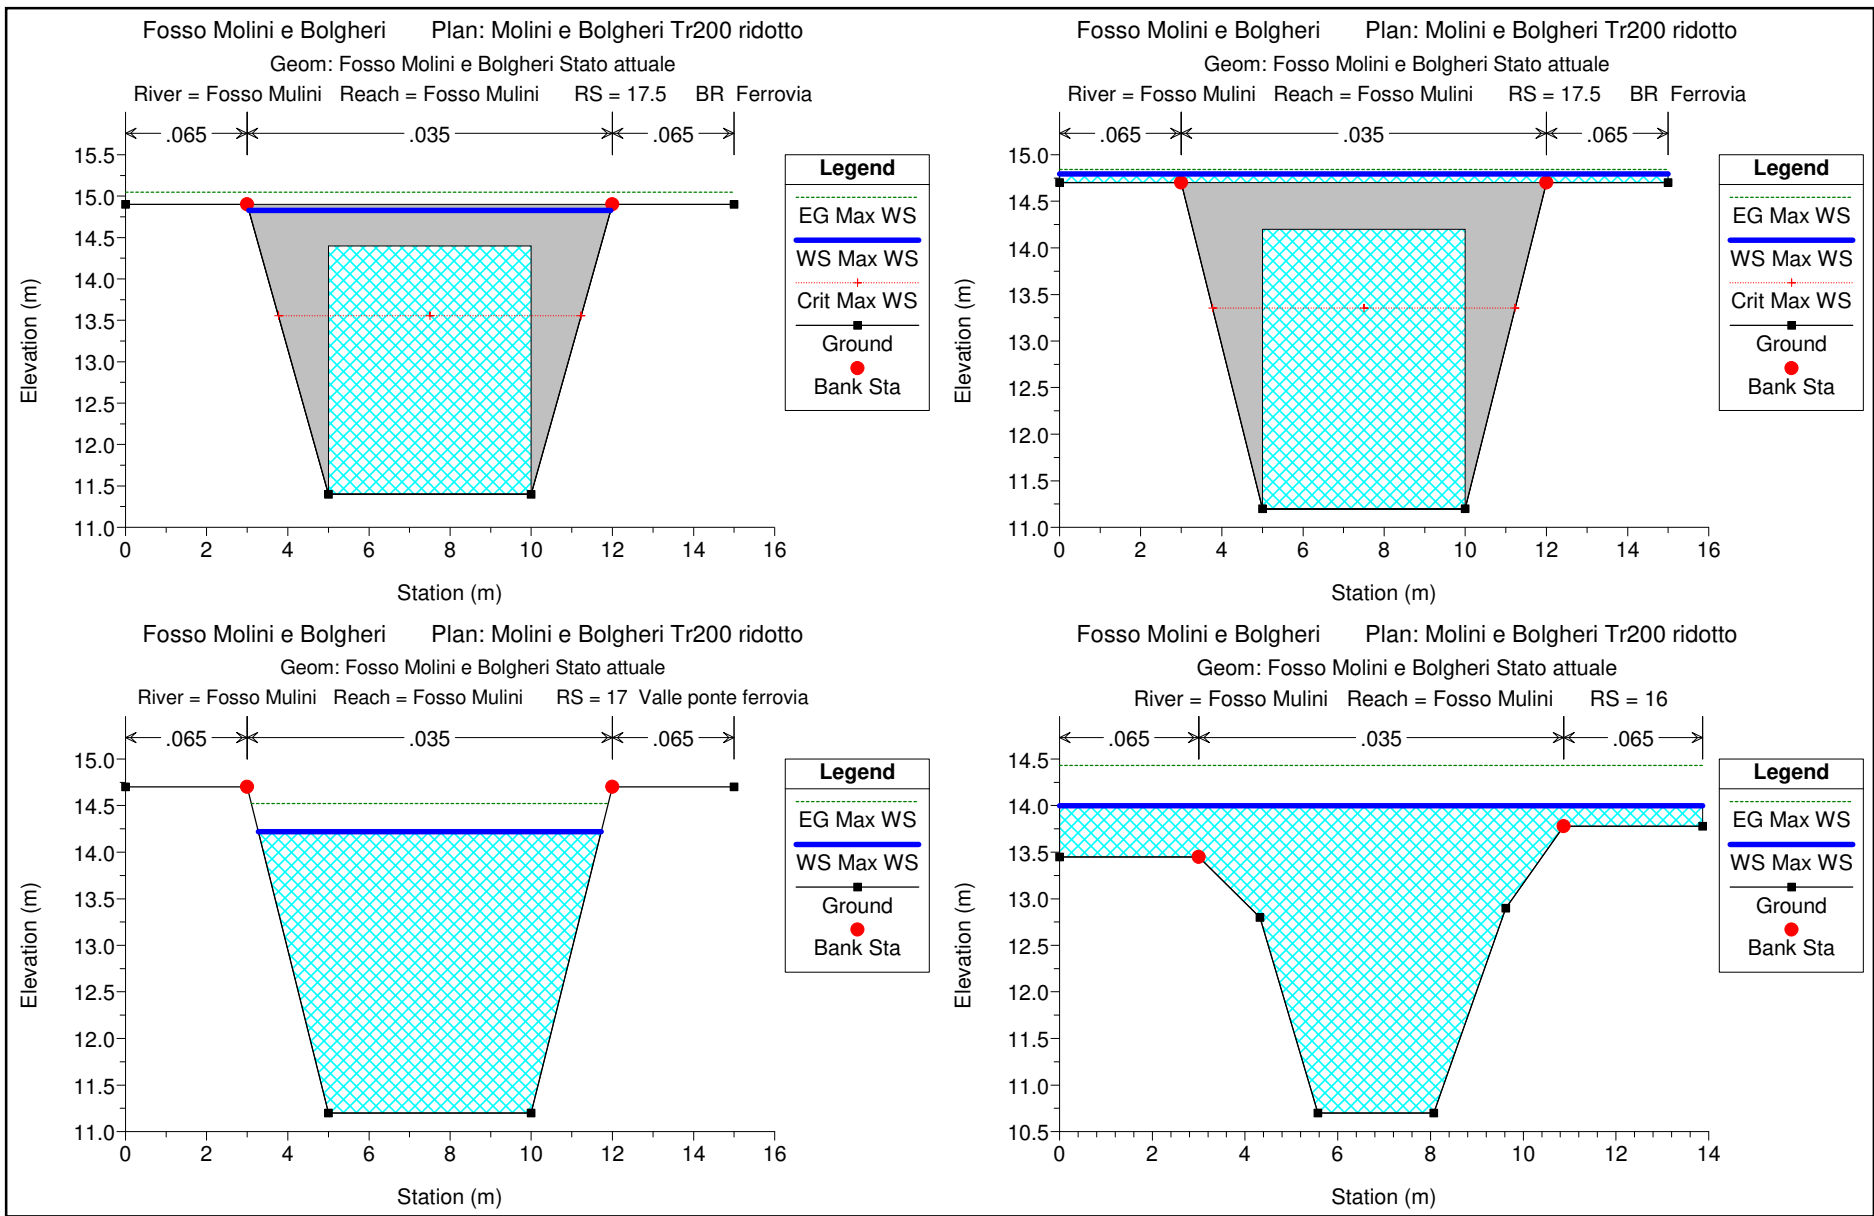 Fosso Molini e Bolgheri Plan: Molini e Bolgheri Tr200 ridotto
Geom: Fosso Molini e Bolgheri Stato attuale
River = Fosso Mulini Reach = Fosso Mulini RS = 17.5 BR Ferrovia
.065 .035 .065
15.5
15.0
14.5
14.0
13.5
13.0
12.5
12.0
11.5
11.0
Elevation (m)
0 2 4 6 8 10 12 14 16
Station (m)
Legend
EG Max WS
WS Max WS
Crit Max WS
Ground
Bank Sta
Fosso Molini e Bolgheri Plan: Molini e Bolgheri Tr200 ridotto
Geom: Fosso Molini e Bolgheri Stato attuale
River = Fosso Mulini Reach = Fosso Mulini RS = 17.5 BR Ferrovia
.065 .035 .065
15.0
14.5
14.0
13.5
13.0
12.5
12.0
11.5
11.0
Elevation (m)
0 2 4 6 8 10 12 14 16
Station (m)
Legend
EG Max WS
WS Max WS
Crit Max WS
Ground
Bank Sta
Fosso Molini e Bolgheri Plan: Molini e Bolgheri Tr200 ridotto
Geom: Fosso Molini e Bolgheri Stato attuale
River = Fosso Mulini Reach = Fosso Mulini RS = 17 Valle ponte ferrovia
.065 .035 .065
15.0
14.5
14.0
13.5
13.0
12.5
12.0
11.5
11.0
Elevation (m)
0 2 4 6 8 10 12 14 16
Station (m)
Legend
EG Max WS
WS Max WS
Ground
Bank Sta
Fosso Molini e Bolgheri Plan: Molini e Bolgheri Tr200 ridotto
Geom: Fosso Molini e Bolgheri Stato attuale
River = Fosso Mulini Reach = Fosso Mulini RS = 16
.065 .035 .065
14.5
14.0
13.5
13.0
12.5
12.0
11.5
11.0
10.5
Elevation (m)
0 2 4 6 8 10 12 14
Station (m)
Legend
EG Max WS
WS Max WS
Ground
Bank Sta